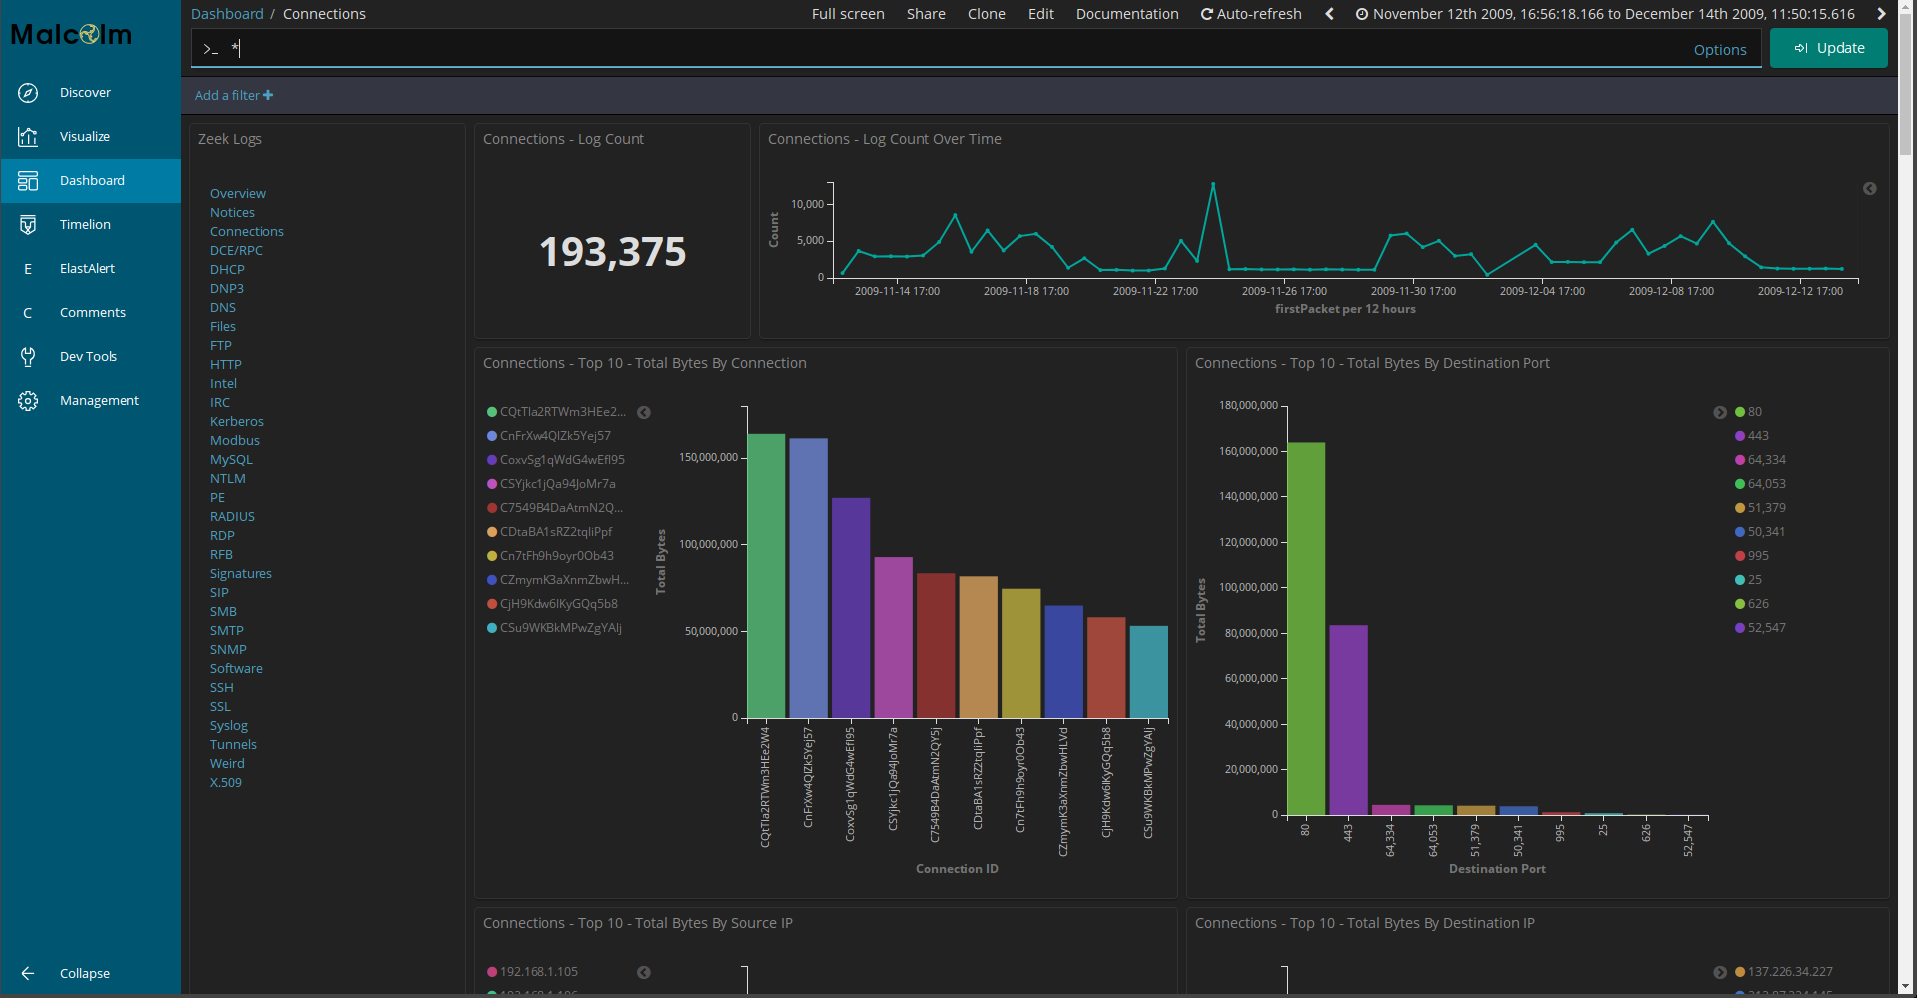 Malcolm
Discover
Visualize
Dashboard
Timelion
E ElastAlert
C Comments
Dev Tools
Management
Collapse
Dashboard / Connections
Full screen Share Clone Edit Documentation Auto-refresh November 12th 2009, 16:56:18.166 to December 14th 2009, 11:50:15.616
>_ *
Options
Update
Add a filter
Zeek Logs
Overview
Notices
Connections
DCE/RPC
DHCP
DNP3
DNS
Files
FTP
HTTP
Intel
IRC
Kerberos
Modbus
MySQL
NTLM
PE
RADIUS
RDP
RFB
Signatures
SIP
SMB
SMTP
SNMP
Software
SSH
SSL
Syslog
Tunnels
Weird
X.509
Connections - Log Count
193,375
Connections - Log Count Over Time
Count
10,000
5,000
0
2009-11-14 17:00 2009-11-18 17:00 2009-11-22 17:00 2009-11-26 17:00 2009-11-30 17:00 2009-12-04 17:00 2009-12-08 17:00 2009-12-12 17:00
firstPacket per 12 hours
Connections - Top 10 - Total Bytes By Connection
CQtTla2RTWm3HEe2...
CnFrXw4QlZk5Yej57
CoxvSg1qWdG4wEfI95
CSYjkc1jQa94JoMr7a
C7549B4DaAtmN2Q...
CDtaBA1sRZ2tqIiPpf
Cn7tFh9h9oyr0Ob43
CZmymK3aXnmZbwH...
CjH9Kdw6lKyGQq5b8
CSu9WKBkMPwZgYAlj
Total Bytes
150,000,000
100,000,000
50,000,000
0
CQtTla2RTWm3HEe2W4
CnFrXw4QlZk5Yej57
CoxvSg1qWdG4wEfI95
CSYjkc1jQa94JoMr7a
C7549B4DaAtmN2QY5j
CDtaBA1sRZ2tqIiPpf
Cn7tFh9h9oyr0Ob43
CZmymK3aXnmZbwHLVd
CjH9Kdw6lKyGQq5b8
CSu9WKBkMPwZgYAlj
Connection ID
Connections - Top 10 - Total Bytes By Destination Port
Total Bytes
180,000,000
160,000,000
140,000,000
120,000,000
100,000,000
80,000,000
60,000,000
40,000,000
20,000,000
0
80
443
64,334
64,053
51,379
50,341
995
25
626
52,547
Destination Port
80
443
64,334
64,053
51,379
50,341
995
25
626
52,547
Connections - Top 10 - Total Bytes By Source IP
192.168.1.105
Connections - Top 10 - Total Bytes By Destination IP
137.226.34.227